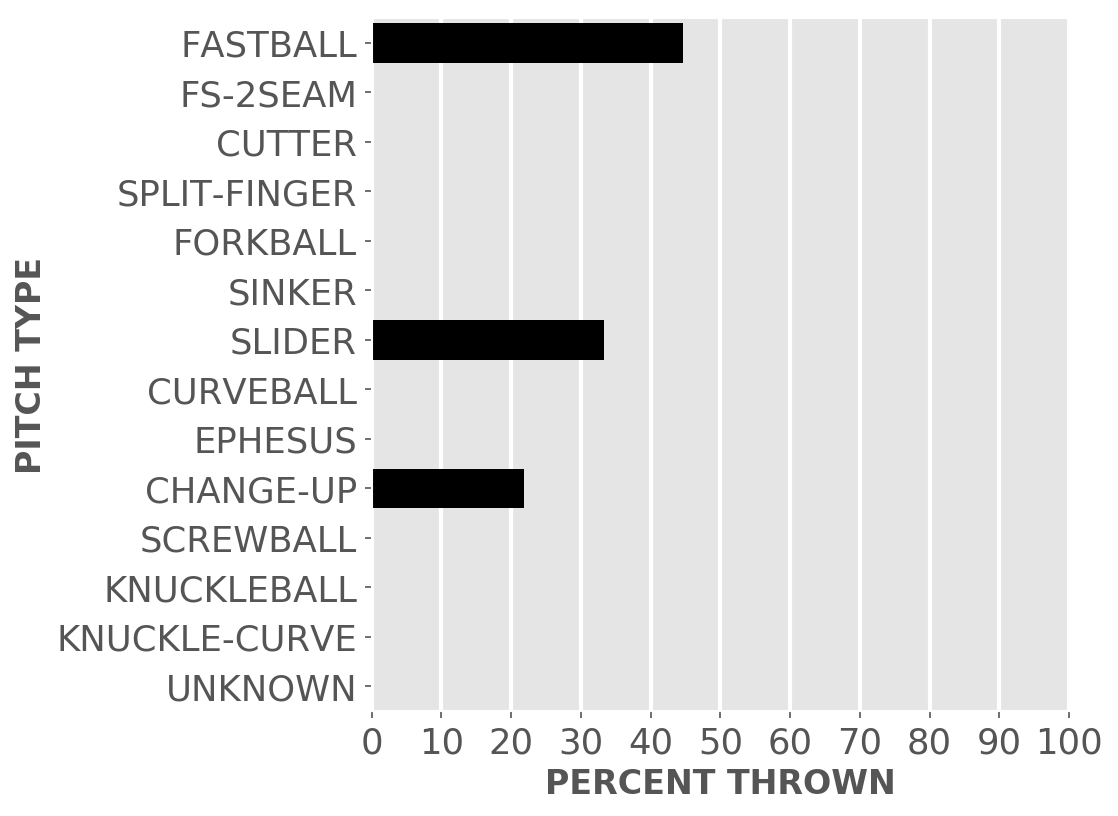 FASTBALL
FS-2SEAM
CUTTER
SPLIT-FINGER
FORKBALL
SINKER
SLIDER
CURVEBALL
EPHESUS
CHANGE-UP
SCREWBALL
KNUCKLEBALL
KNUCKLE-CURVE
UNKNOWN
PITCH TYPE
0 10 20 30 40 50 60 70 80 90 100
PERCENT THROWN